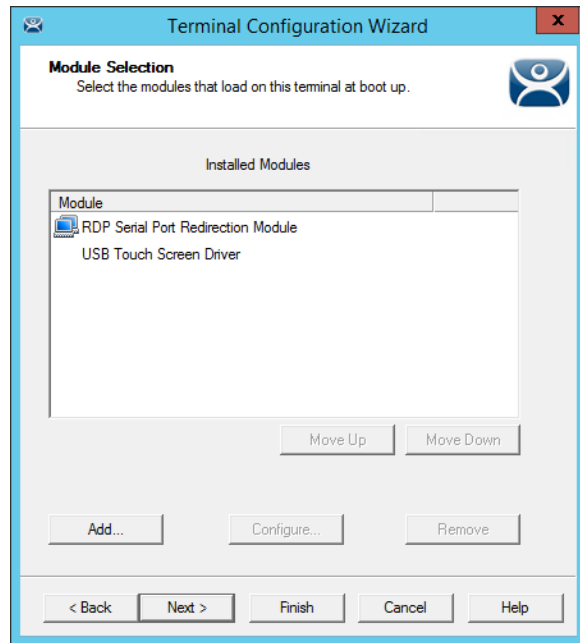 Terminal Configuration Wizard
x
Module Selection
Select the modules that load on this terminal at boot up.
Installed Modules
Module
RDP Serial Port Redirection Module
USB Touch Screen Driver
Move Up Move Down
Add... Configure... Remove
< Back Next > Finish Cancel Help